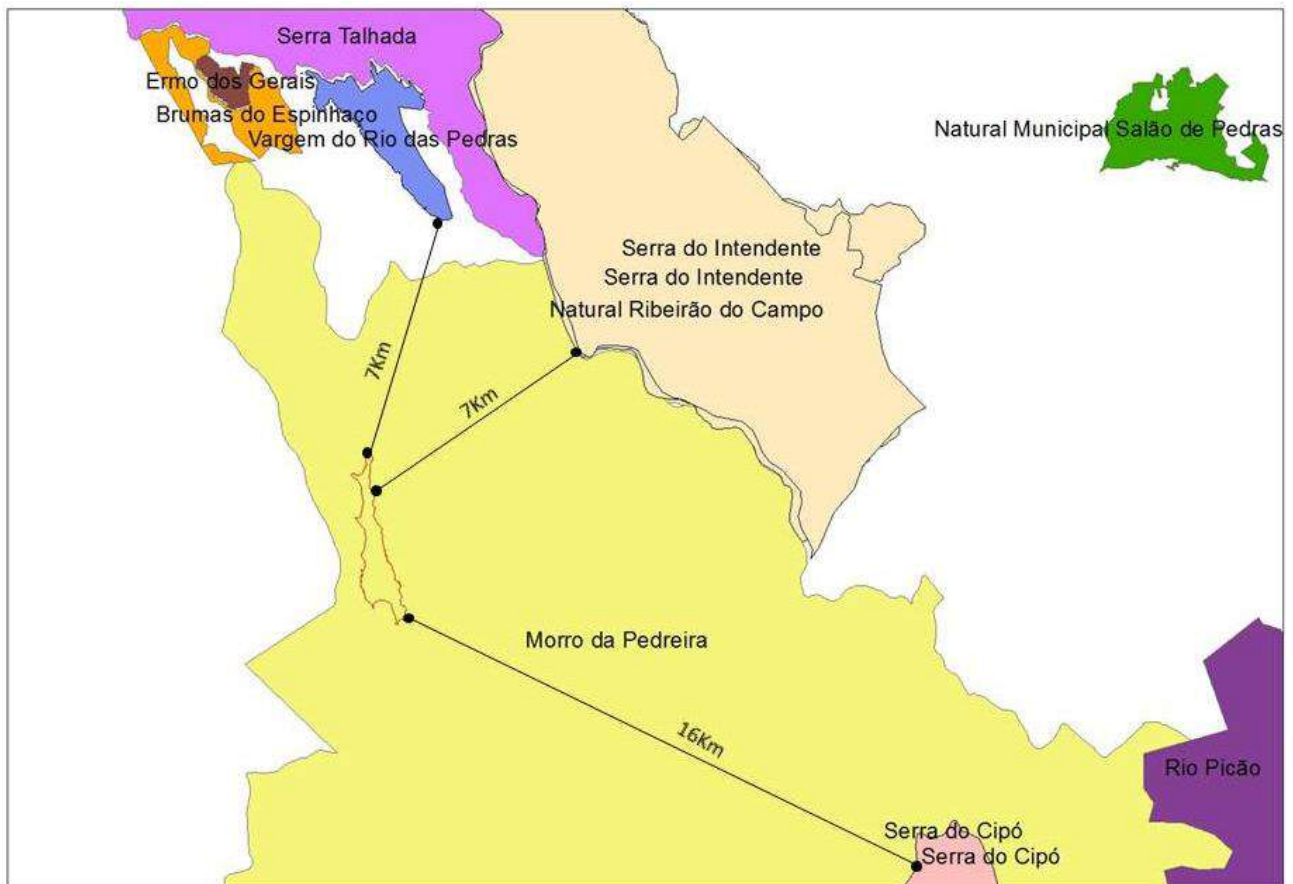 Serra Talhada
Ermo dos Gerais
Brumas do Espinhaço
Vargem do Rio das Pedras
Natural Municipal Salão de Pedras
Serra do Intendente
Serra do Intendente
Natural Ribeirão do Campo
7Km
7Km
Morro da Pedreira
16Km
Rio Picão
Serra do Cipó
Serra do Cipó